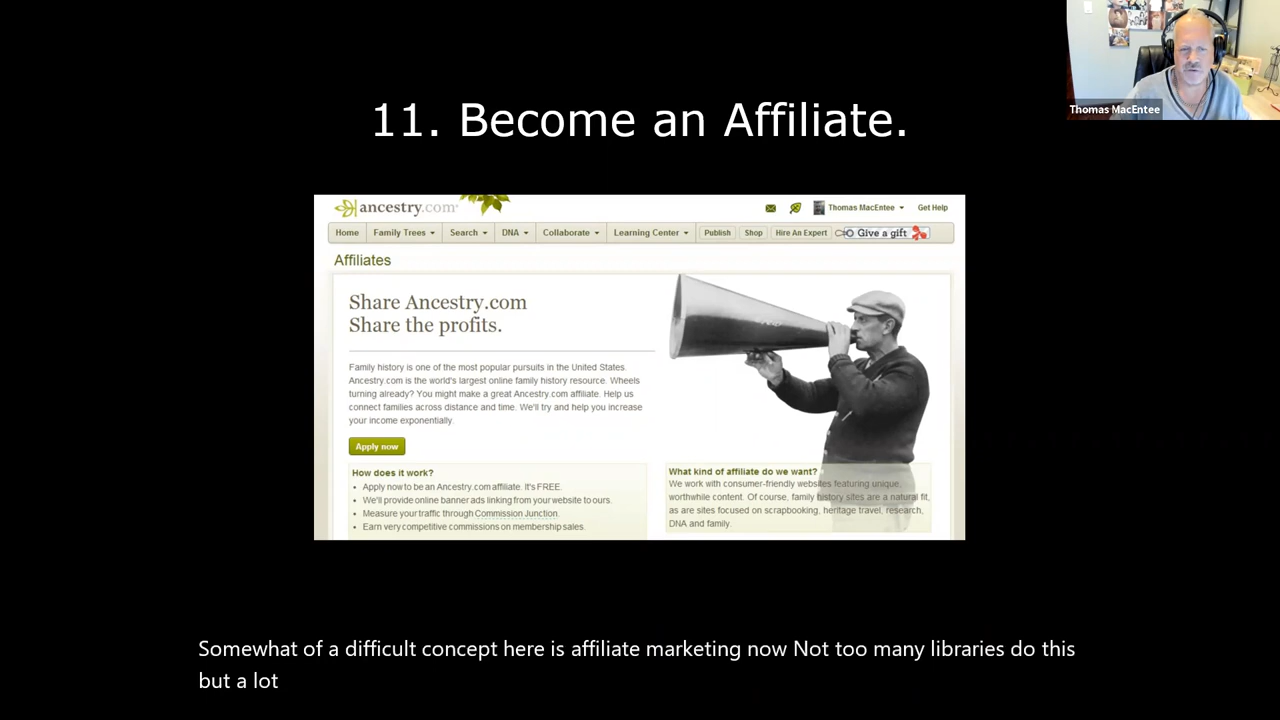 Thomas MacEntee
11. Become an Affiliate.
ancestry.com
Thomas MacEntee
Get Help
Home
Family Trees
Search
DNA
Collaborate
Learning Center
Publish
Shop
Hire An Expert
Give a gift
Affiliates
Share Ancestry.com
Share the profits.
Family history is one of the most popular pursuits in the United States.
Ancestry.com is the world's largest online family history resource. Wheels
turning already? You might make a great Ancestry.com affiliate. Help us
connect families across distance and time. We'll try and help you increase
your income exponentially.
Apply now
How does it work?
• Apply now to be an Ancestry.com affiliate. It's FREE.
• We'll provide online banner ads linking from your website to ours.
• Measure your traffic through Commission Junction.
• Earn very competitive commissions on membership sales.
What kind of affiliate do we want?
We work with consumer-friendly websites featuring unique,
worthwhile content. Of course, family history sites are a natural fit,
as are sites focused on scrapbooking, heritage travel, research,
DNA and family.
Somewhat of a difficult concept here is affiliate marketing now Not too many libraries do this
but a lot